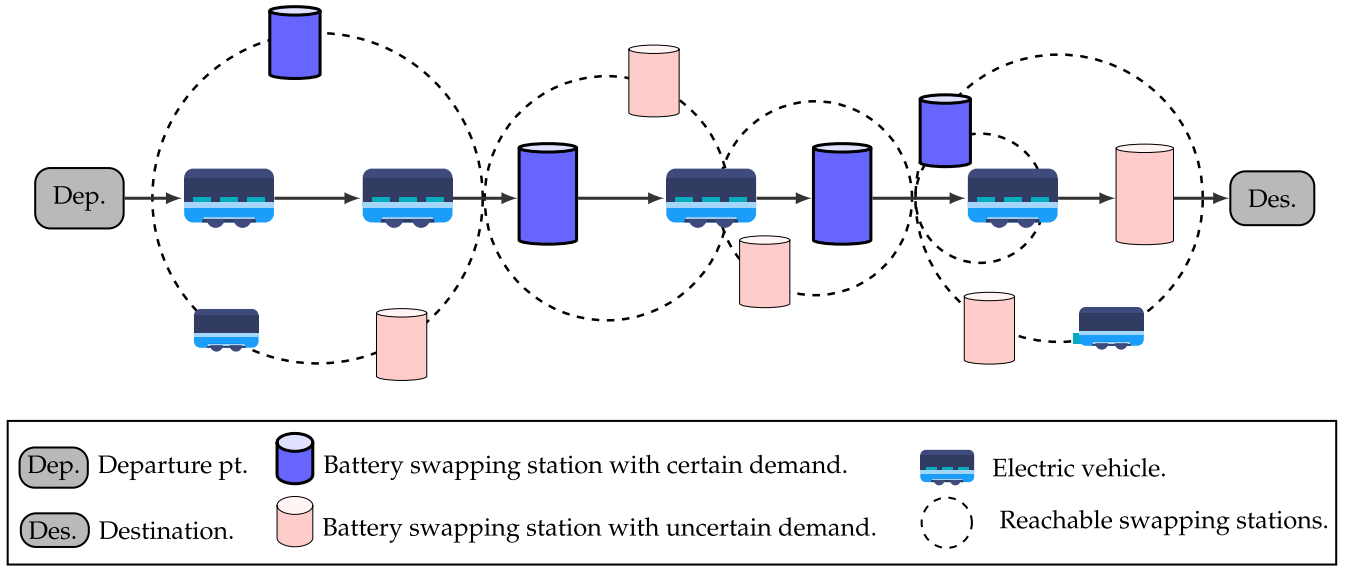 Dep.
Des.
Dep. Departure pt.
Battery swapping station with certain demand.
Electric vehicle.
Des. Destination.
Battery swapping station with uncertain demand.
Reachable swapping stations.